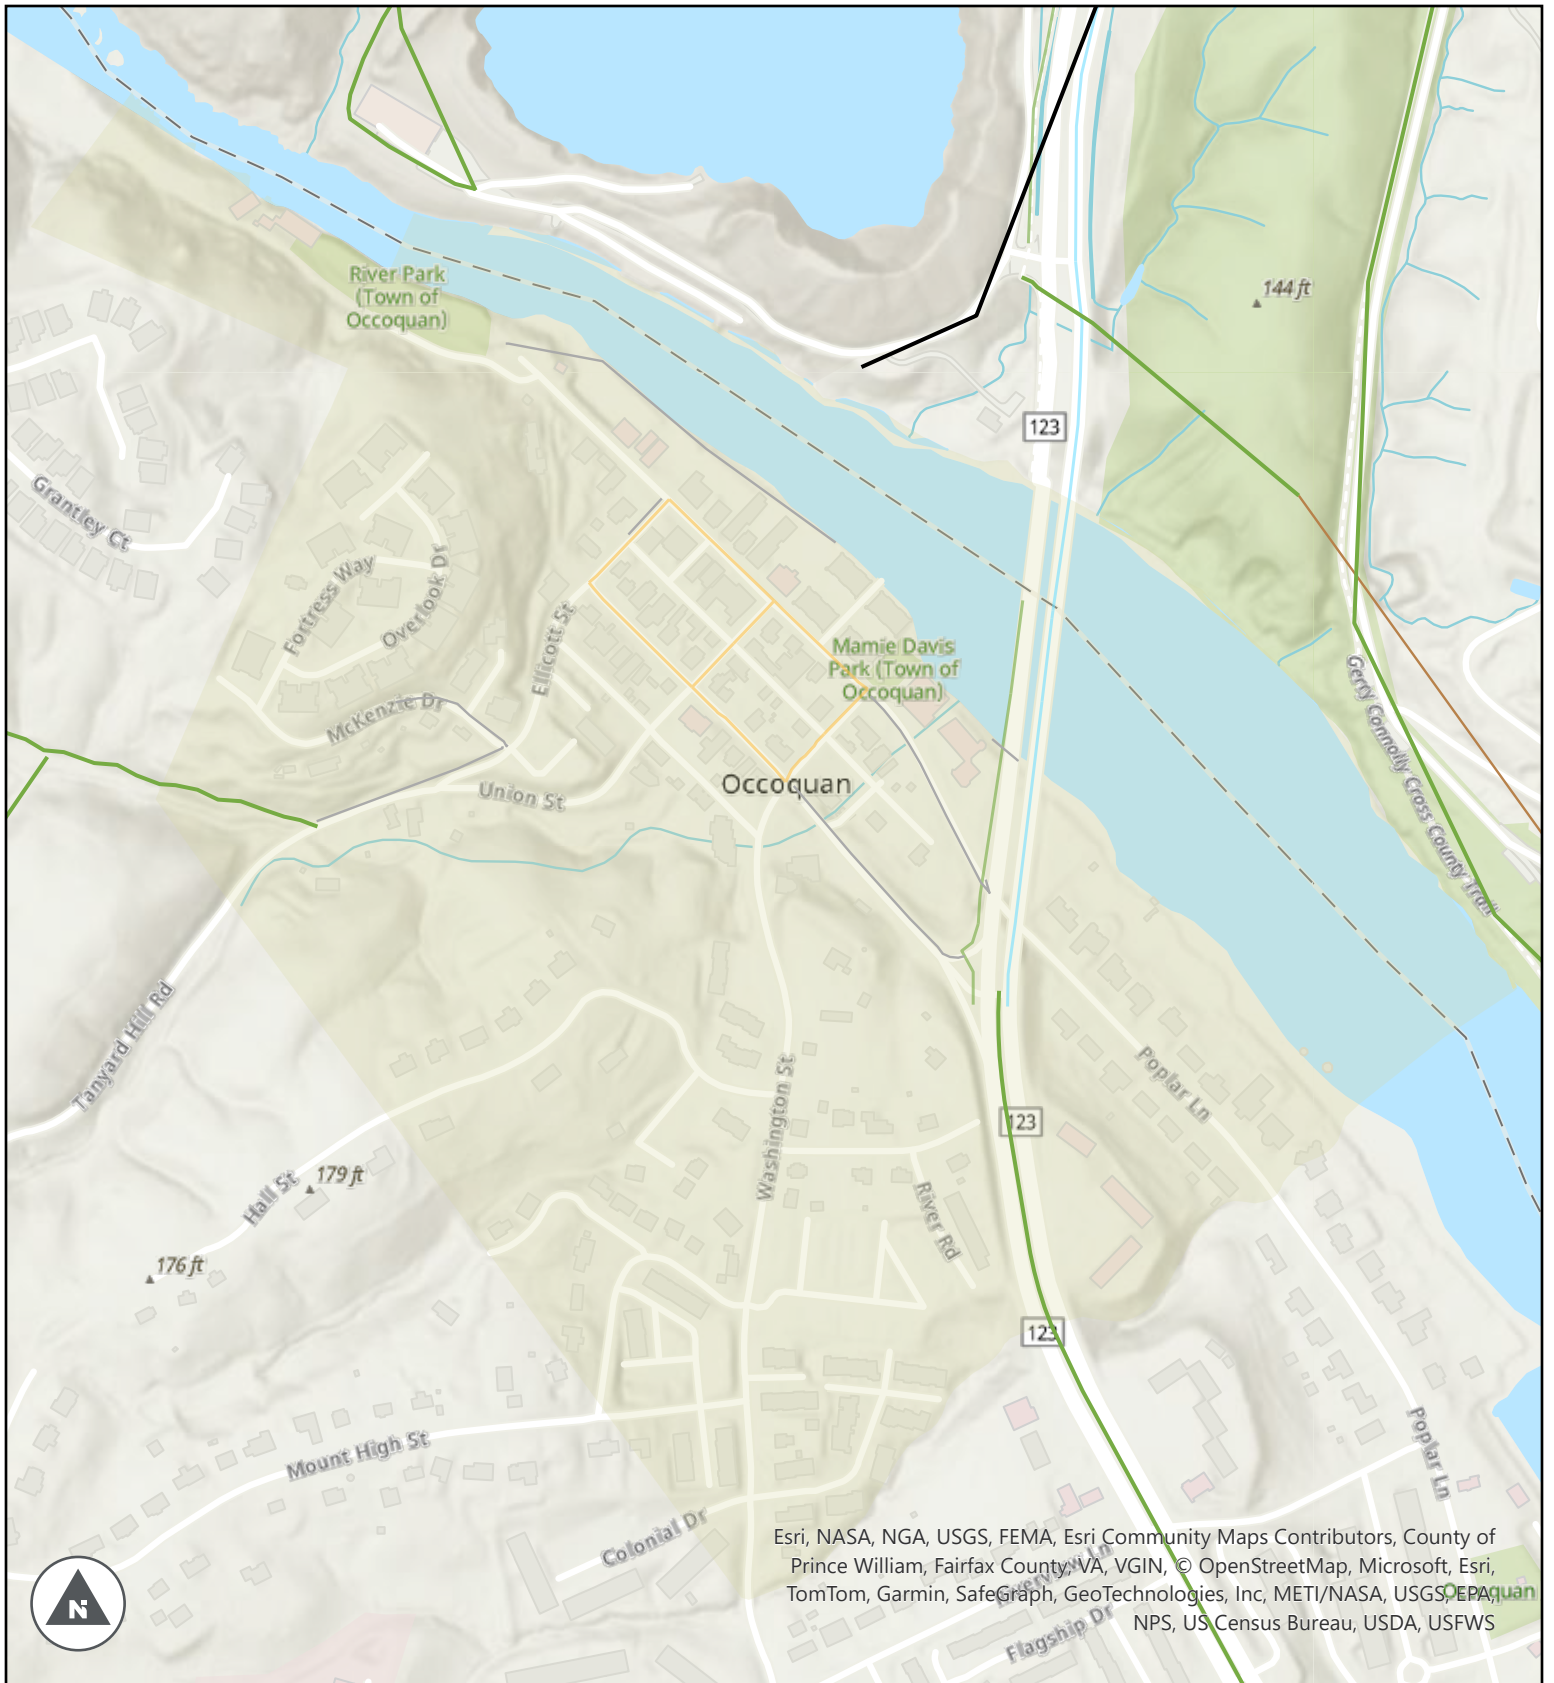 River Park
(Town of
Occoquan)
144 ft
123
Grantley Ct
Fortress Way
Overlook Dr
Ellicott St
Mamie Davis
Park (Town of
Occoquan)
McKenzie Dr
Gerry Connolly Cross County Trail
Union St
Occoquan
Tanyard Hill Rd
Poplar Ln
Washington St
123
179 ft
Hall St
River Rd
176 ft
123
Mount High St
Poplar Ln
Colonial Dr
Esri, NASA, NGA, USGS, FEMA, Esri Community Maps Contributors, County of
Prince William, Fairfax County, VA, VGIN, © OpenStreetMap, Microsoft, Esri,
TomTom, Garmin, SafeGraph, GeoTechnologies, Inc, METI/NASA, USGS, EPA,
NPS, US Census Bureau, USDA, USFWS
Occoquan
Flagship Dr
N